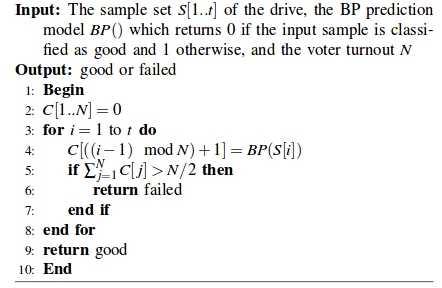 Input: The sample set S[1..t] of the drive, the BP prediction
model BP() which returns 0 if the input sample is classi-
fied as good and 1 otherwise, and the voter turnout N
Output: good or failed
1: Begin
2: C[1..N] = 0
3: for i = 1 to t do
4: C[((i−1) mod N)+1] = BP(S[i])
5: if ∑ᴺⱼ₌₁ C[j] > N/2 then
6: return failed
7: end if
8: end for
9: return good
10: End